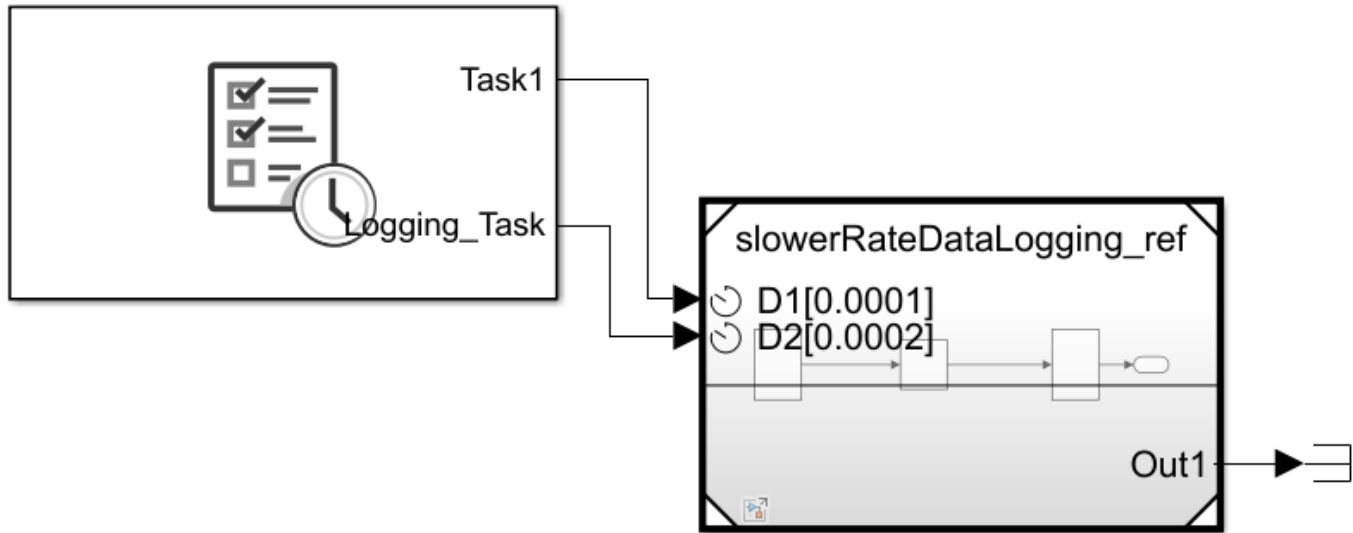 Task1
Logging_Task
slowerRateDataLogging_ref
D1[0.0001]
D2[0.0002]
Out1